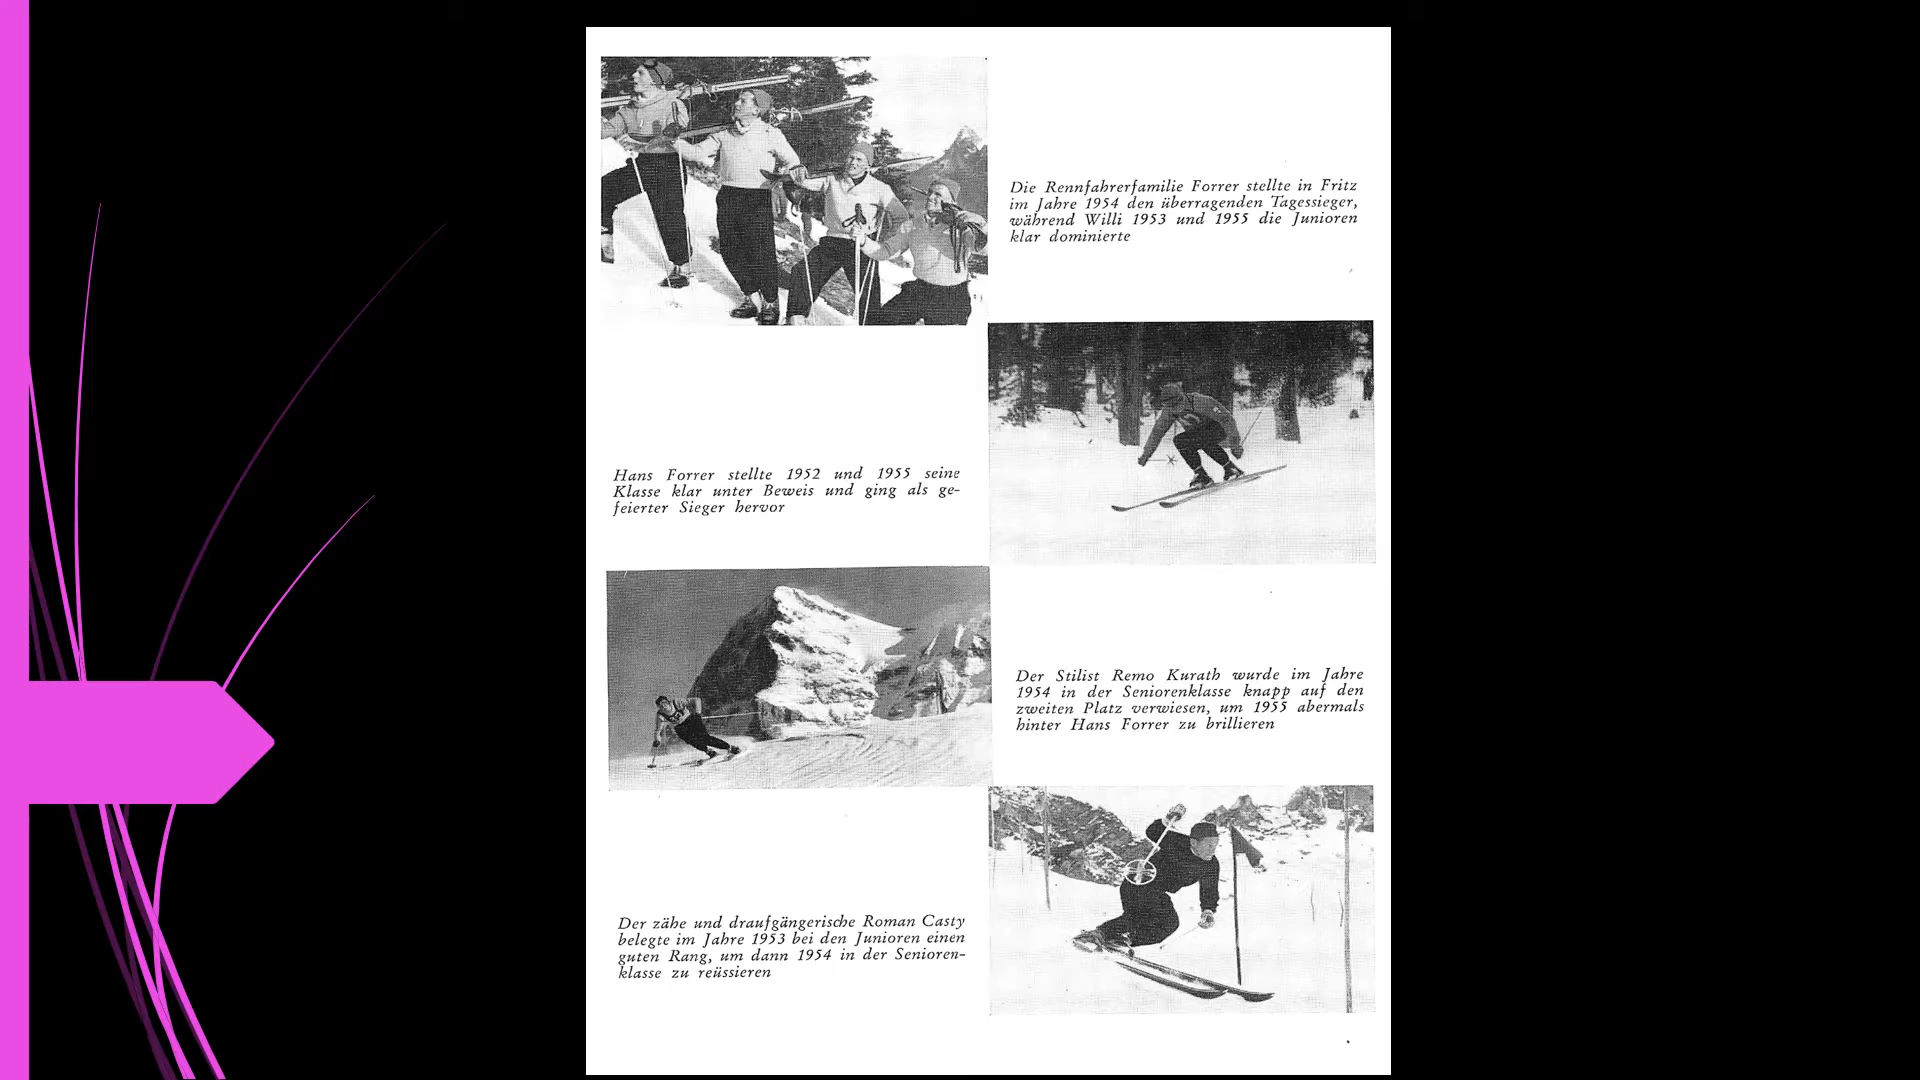 Die Rennfahrerfamilie Forrer stellte in Fritz
im Jahre 1954 den überragenden Tagessieger,
während Willi 1953 und 1955 die Junioren
klar dominierte
Hans Forrer stellte 1952 und 1955 seine
Klasse klar unter Beweis und ging als ge-
feierter Sieger hervor
Der Stilist Remo Kurath wurde im Jahre
1954 in der Seniorenklasse knapp auf den
zweiten Platz verwiesen, um 1955 abermals
hinter Hans Forrer zu brillieren
Der zähe und draufgängerische Roman Casty
belegte im Jahre 1953 bei den Junioren einen
guten Rang, um dann 1954 in der Senioren-
klasse zu reüssieren